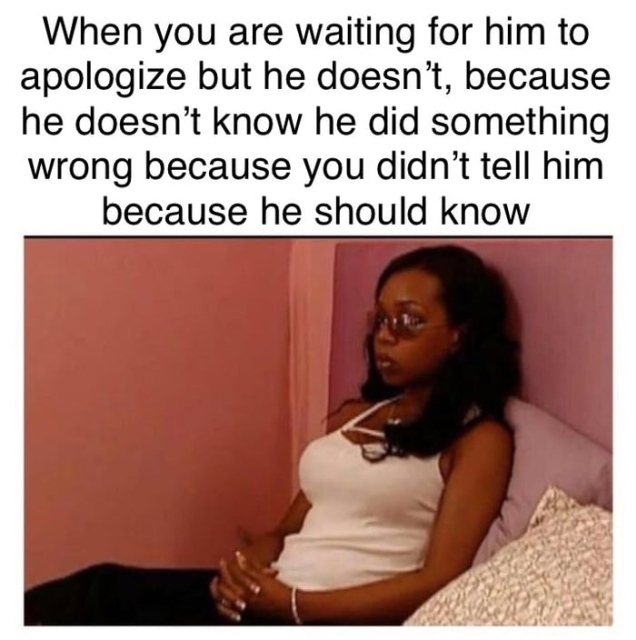 When you are waiting for him to
apologize but he doesn’t, because
he doesn’t know he did something
wrong because you didn’t tell him
because he should know